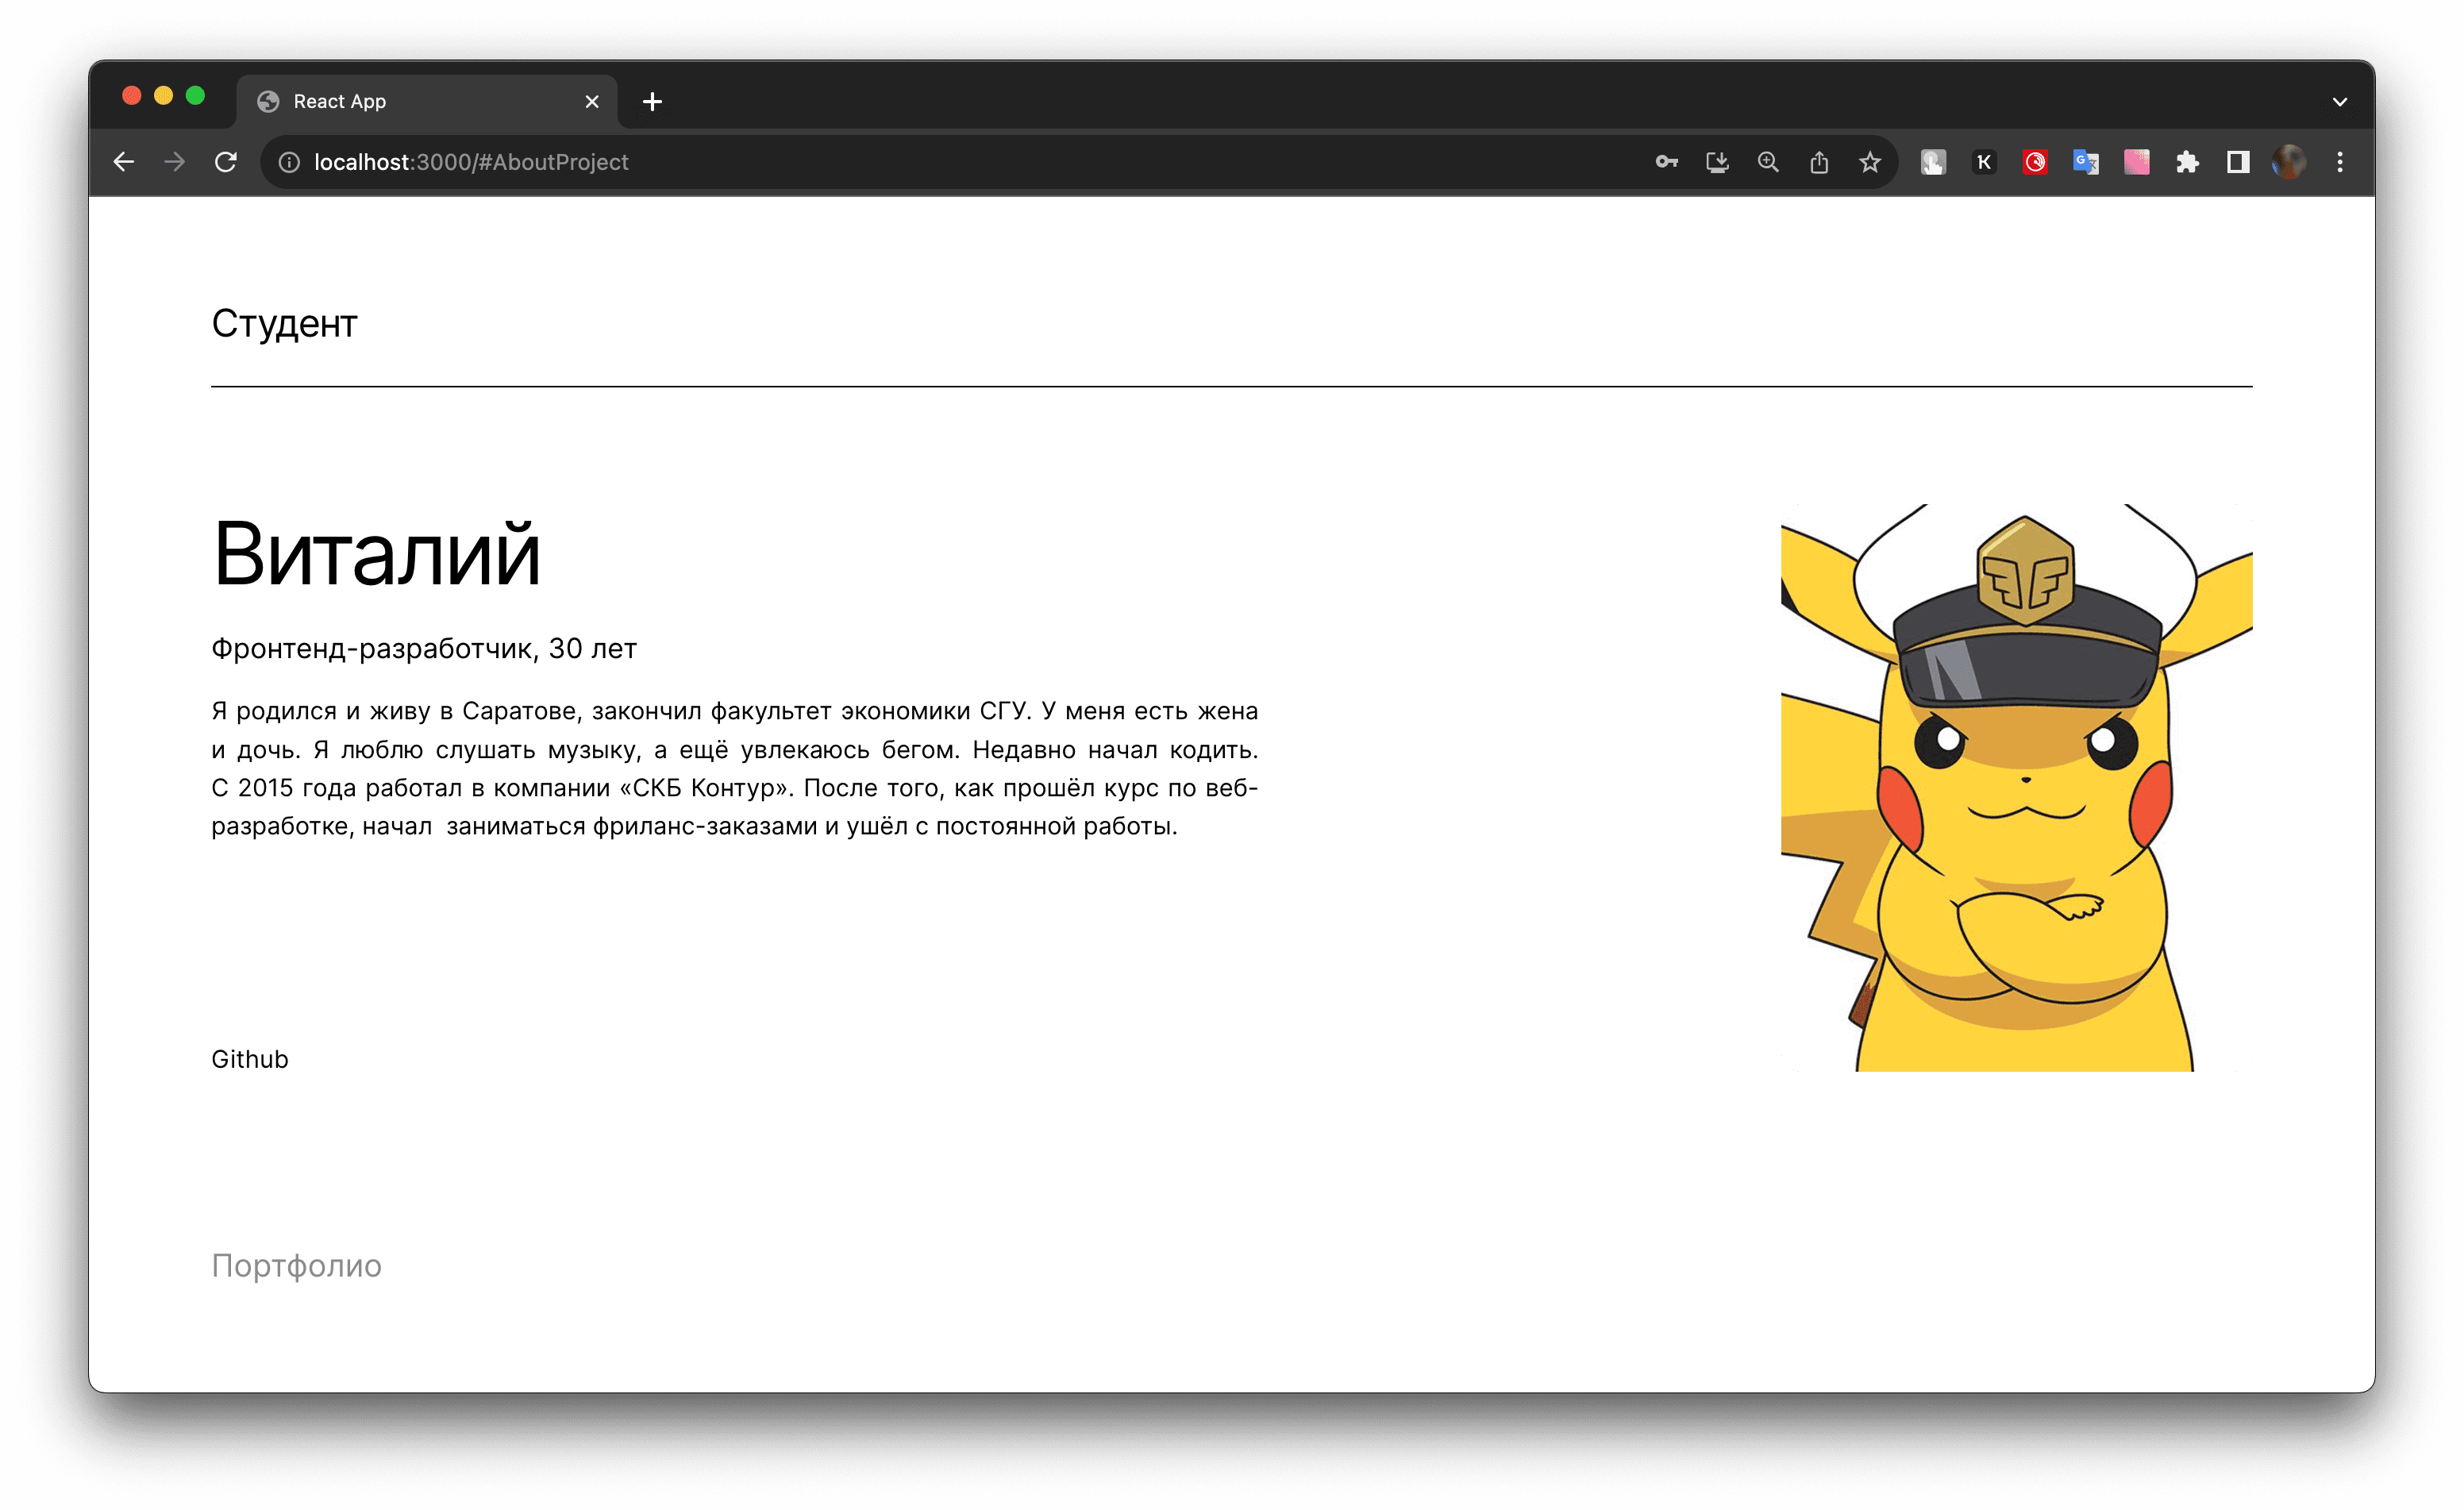 React App
localhost:3000/#AboutProject
Студент
Виталий
Фронтенд-разработчик, 30 лет
Я родился и живу в Саратове, закончил факультет экономики СГУ. У меня есть жена
и дочь. Я люблю слушать музыку, а ещё увлекаюсь бегом. Недавно начал кодить.
С 2015 года работал в компании «СКБ Контур». После того, как прошёл курс по веб-
разработке, начал  заниматься фриланс-заказами и ушёл с постоянной работы.
Github
Портфолио